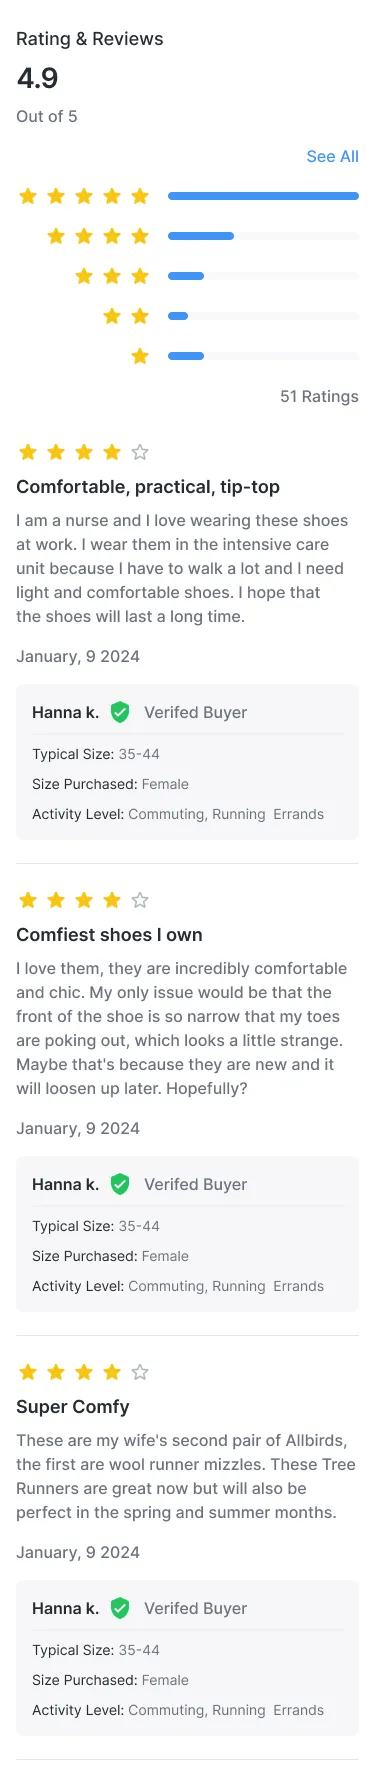 Rating & Reviews
4.9
Out of 5
See All
51 Ratings
Comfortable, practical, tip-top
I am a nurse and I love wearing these shoes
at work. I wear them in the intensive care
unit because I have to walk a lot and I need
light and comfortable shoes. I hope that
the shoes will last a long time.
January, 9 2024
Hanna k. Verifed Buyer
Typical Size: 35-44
Size Purchased: Female
Activity Level: Commuting, Running Errands
Comfiest shoes I own
I love them, they are incredibly comfortable
and chic. My only issue would be that the
front of the shoe is so narrow that my toes
are poking out, which looks a little strange.
Maybe that's because they are new and it
will loosen up later. Hopefully?
January, 9 2024
Hanna k. Verifed Buyer
Typical Size: 35-44
Size Purchased: Female
Activity Level: Commuting, Running Errands
Super Comfy
These are my wife's second pair of Allbirds,
the first are wool runner mizzles. These Tree
Runners are great now but will also be
perfect in the spring and summer months.
January, 9 2024
Hanna k. Verifed Buyer
Typical Size: 35-44
Size Purchased: Female
Activity Level: Commuting, Running Errands